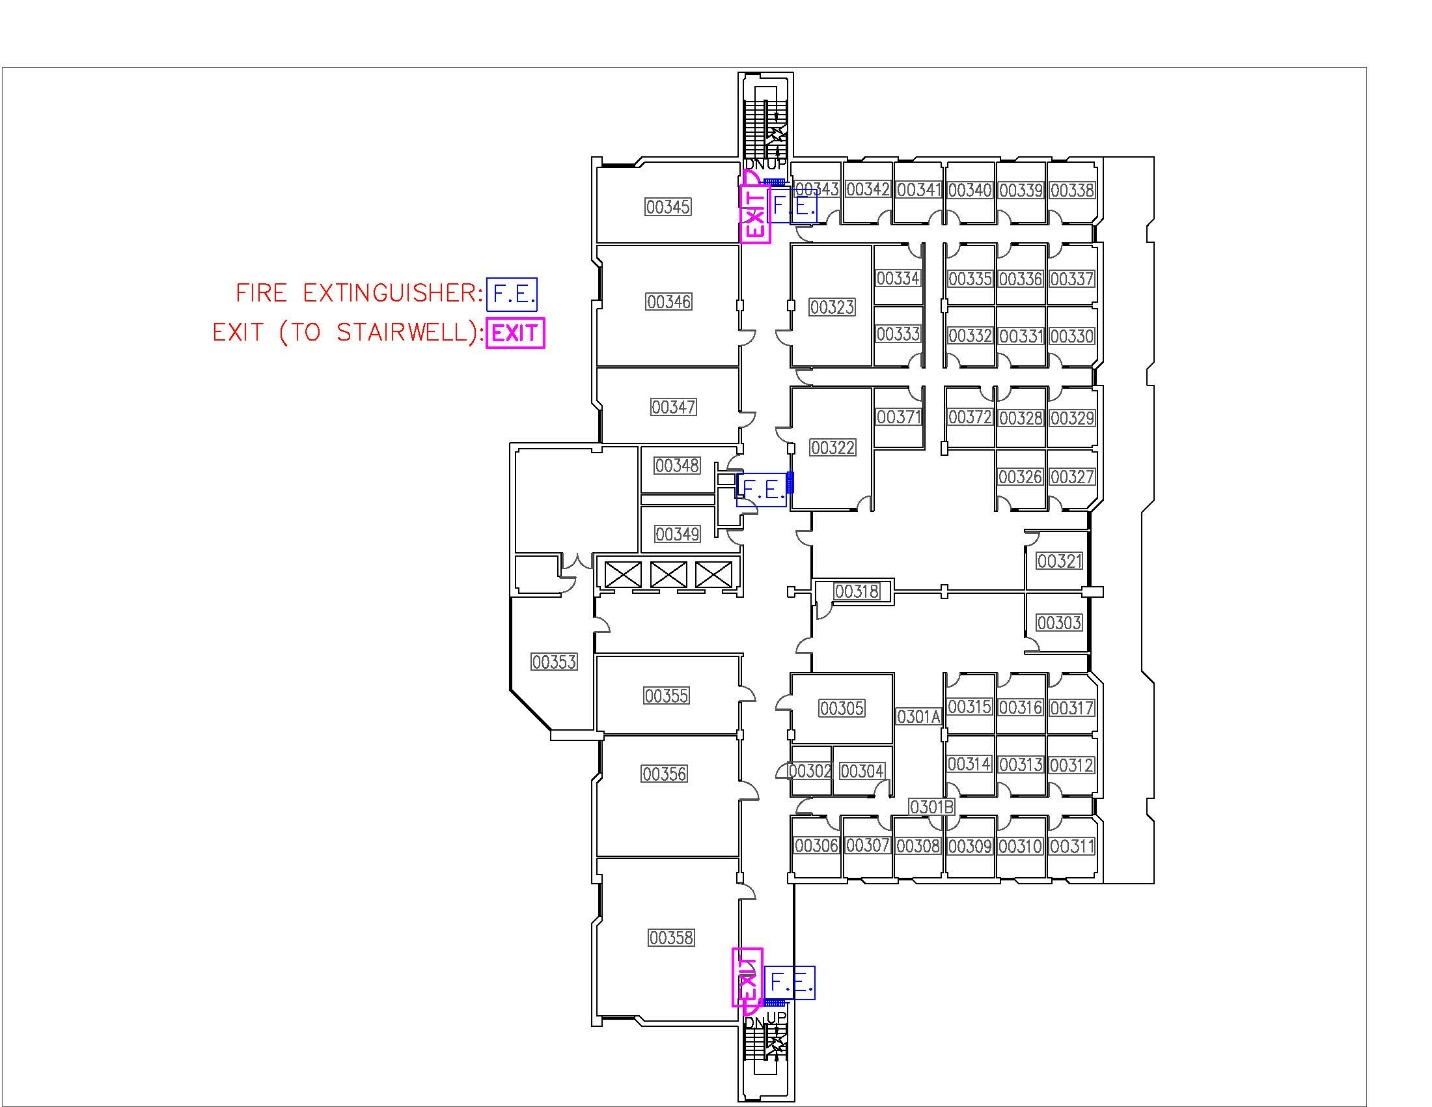 DN UP
00345
00343 00342 00341 00340 00339 00338
EXIT
F.E.
FIRE EXTINGUISHER: F.E.
EXIT (TO STAIRWELL): EXIT
00346
00323
00334
00335 00336 00337
00333
00332 00331 00330
00347
00322
00371
00372 00328 00329
00348
F.E.
00326 00327
00349
00321
00318
00303
00353
00355
00305
0301A
00315 00316 00317
00356
00302 00304
00314 00313 00312
0301B
00306 00307 00308 00309 00310 00311
00358
EXIT
F.E.
DN UP